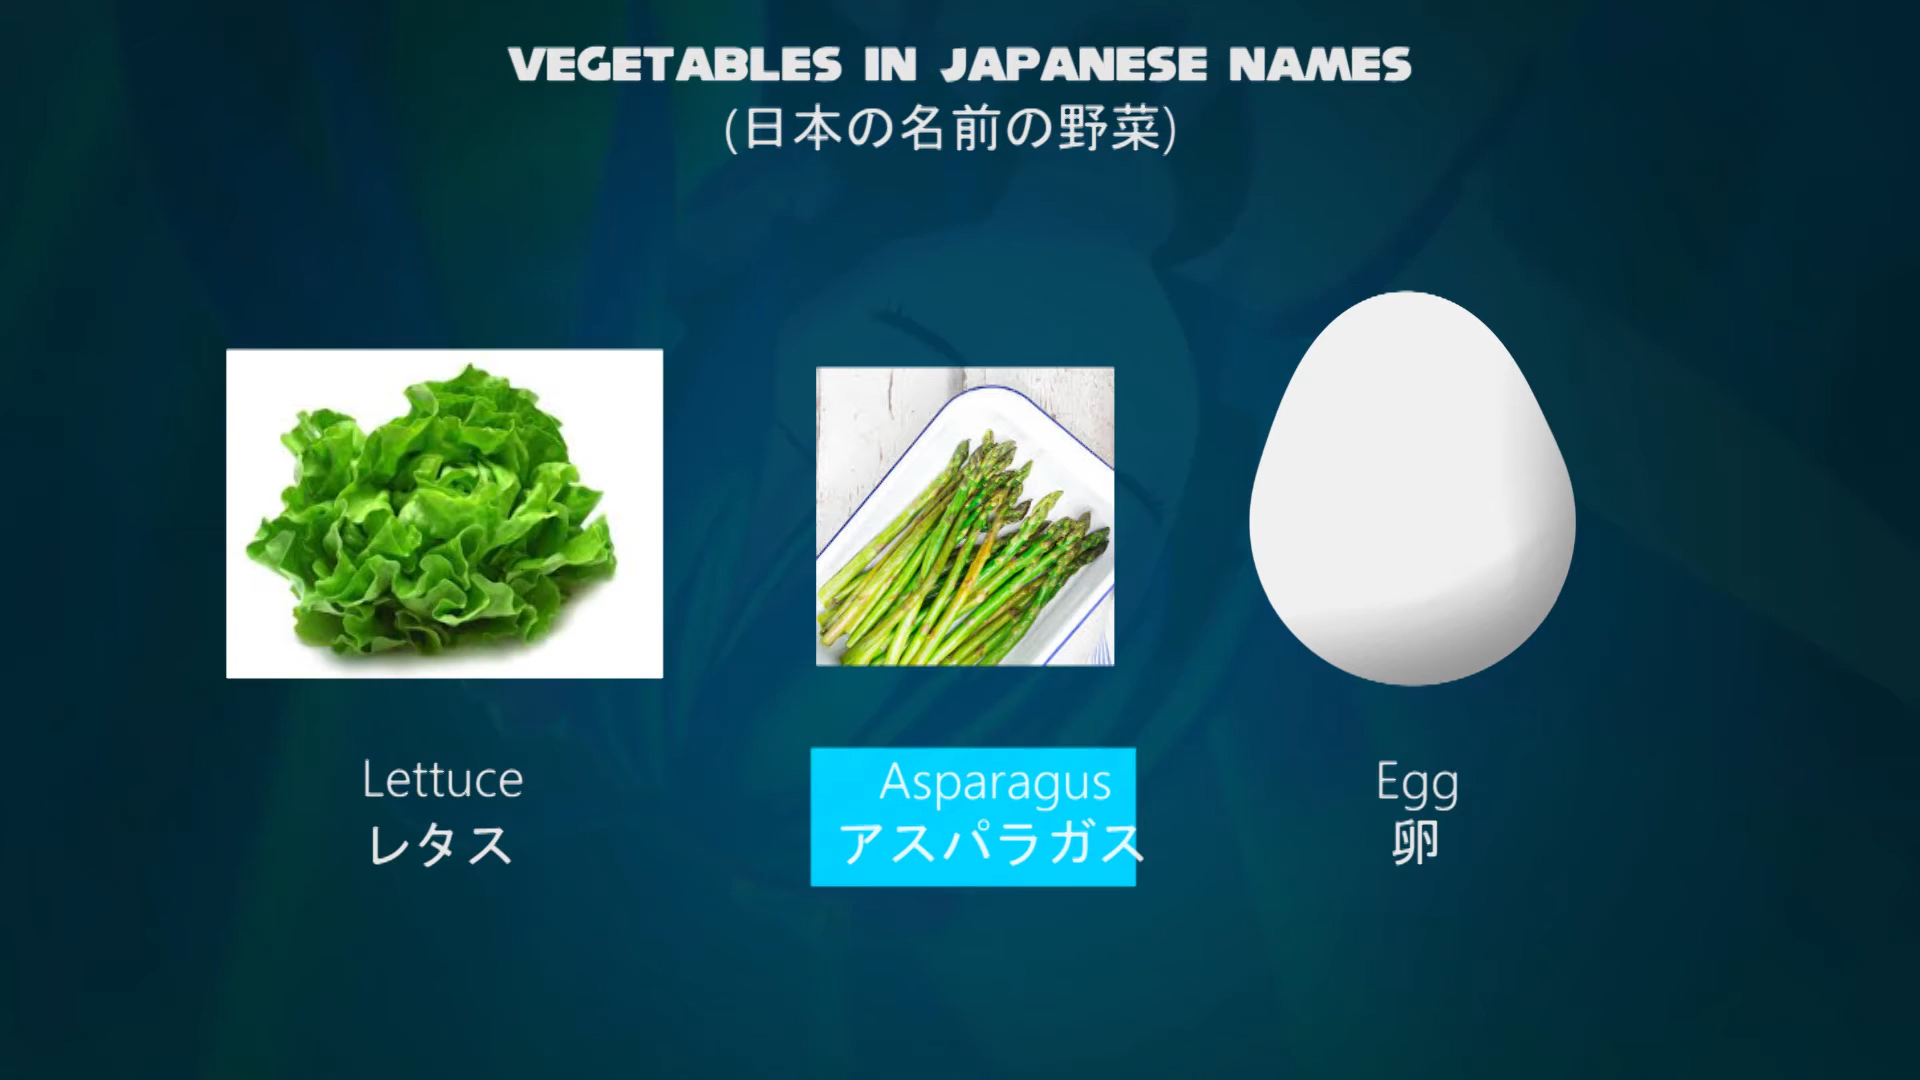 VEGETABLES IN JAPANESE NAMES
(日本の名前の野菜)
Lettuce
レタス
Asparagus
アスパラガス
Egg
卵